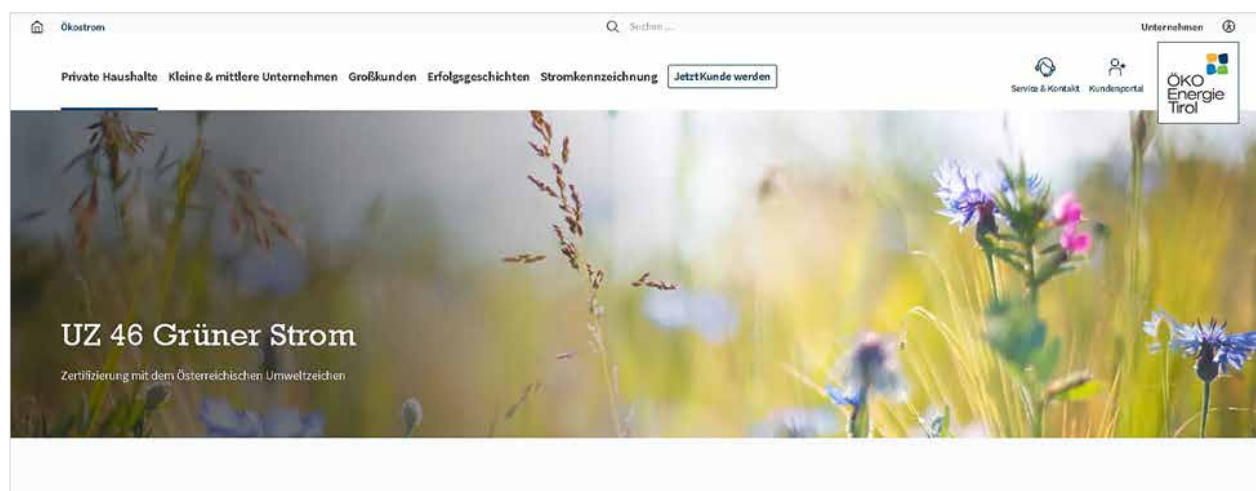 Ökostrom
Suchen ...
Unternehmen
Private Haushalte Kleine & mittlere Unternehmen Großkunden Erfolgsgeschichten Stromkennzeichnung Jetzt Kunde werden
Service & Kontakt Kundenportal
ÖKO
Energie
Tirol
UZ 46 Grüner Strom
Zertifizierung mit dem Österreichischen Umweltzeichen